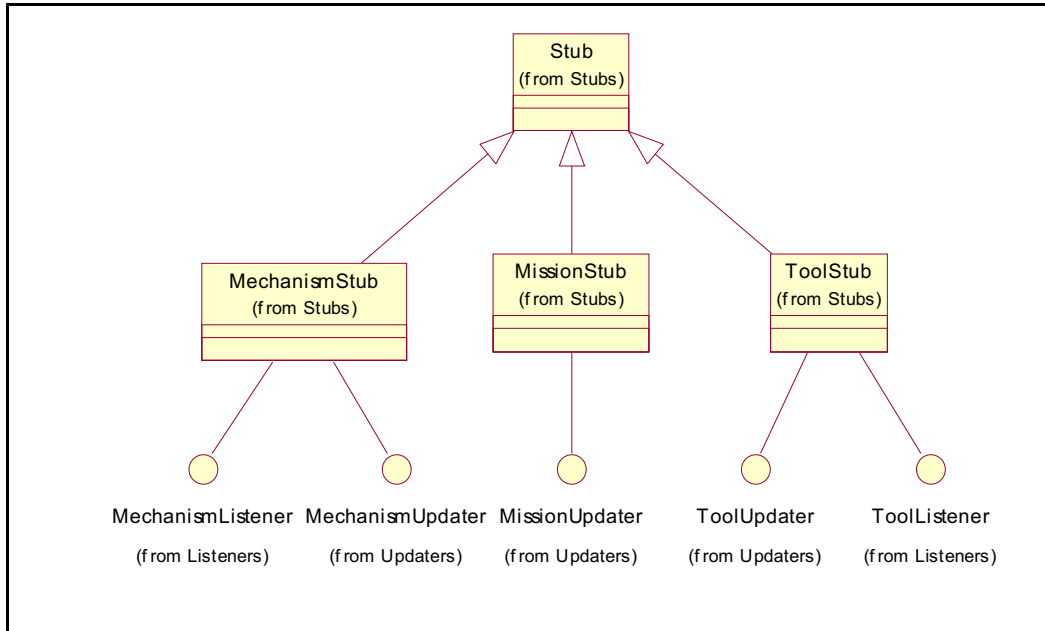 Stub
(from Stubs)
MechanismStub
(from Stubs)
MissionStub
(from Stubs)
ToolStub
(from Stubs)
MechanismListener
(from Listeners)
MechanismUpdater
(from Updaters)
MissionUpdater
(from Updaters)
ToolUpdater
(from Updaters)
ToolListener
(from Listeners)